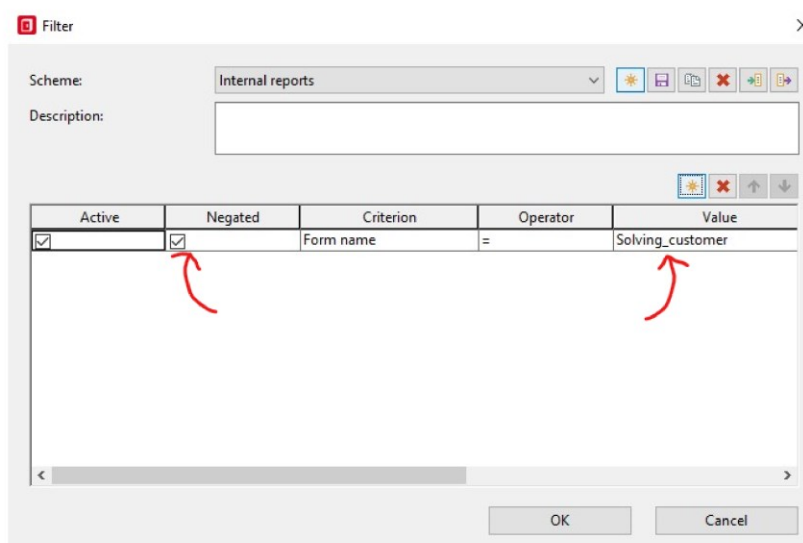 Filter
Scheme: Internal reports
Description:
Active Negated Criterion Operator Value
Form name = Solving_customer
OK Cancel